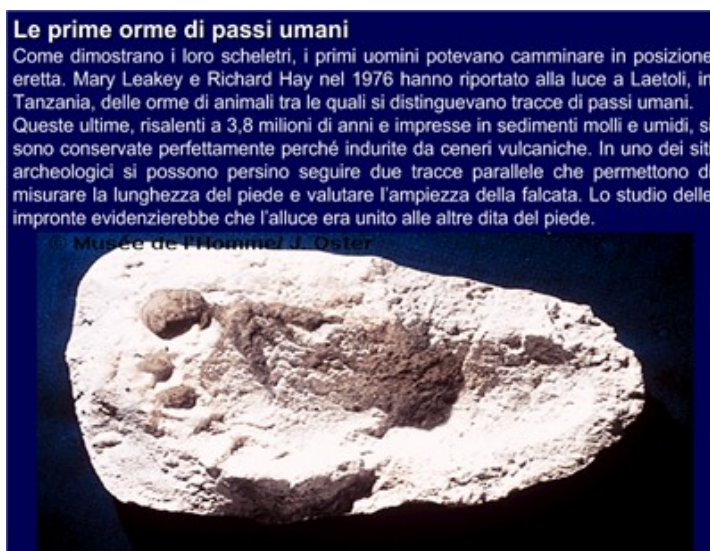 Le prime orme di passi umani
Come dimostrano i loro scheletri, i primi uomini potevano camminare in posizione
eretta. Mary Leakey e Richard Hay nel 1976 hanno riportato alla luce a Laetoli, in
Tanzania, delle orme di animali tra le quali si distinguevano tracce di passi umani.
Queste ultime, risalenti a 3,8 milioni di anni e impresse in sedimenti molli e umidi, si
sono conservate perfettamente perché indurite da ceneri vulcaniche. In uno dei siti
archeologici si possono persino seguire due tracce parallele che permettono di
misurare la lunghezza del piede e valutare l'ampiezza della falcata. Lo studio delle
impronte evidenzierebbe che l'alluce era unito alle altre dita del piede.
© Musée de l'Homme/ J. Oster